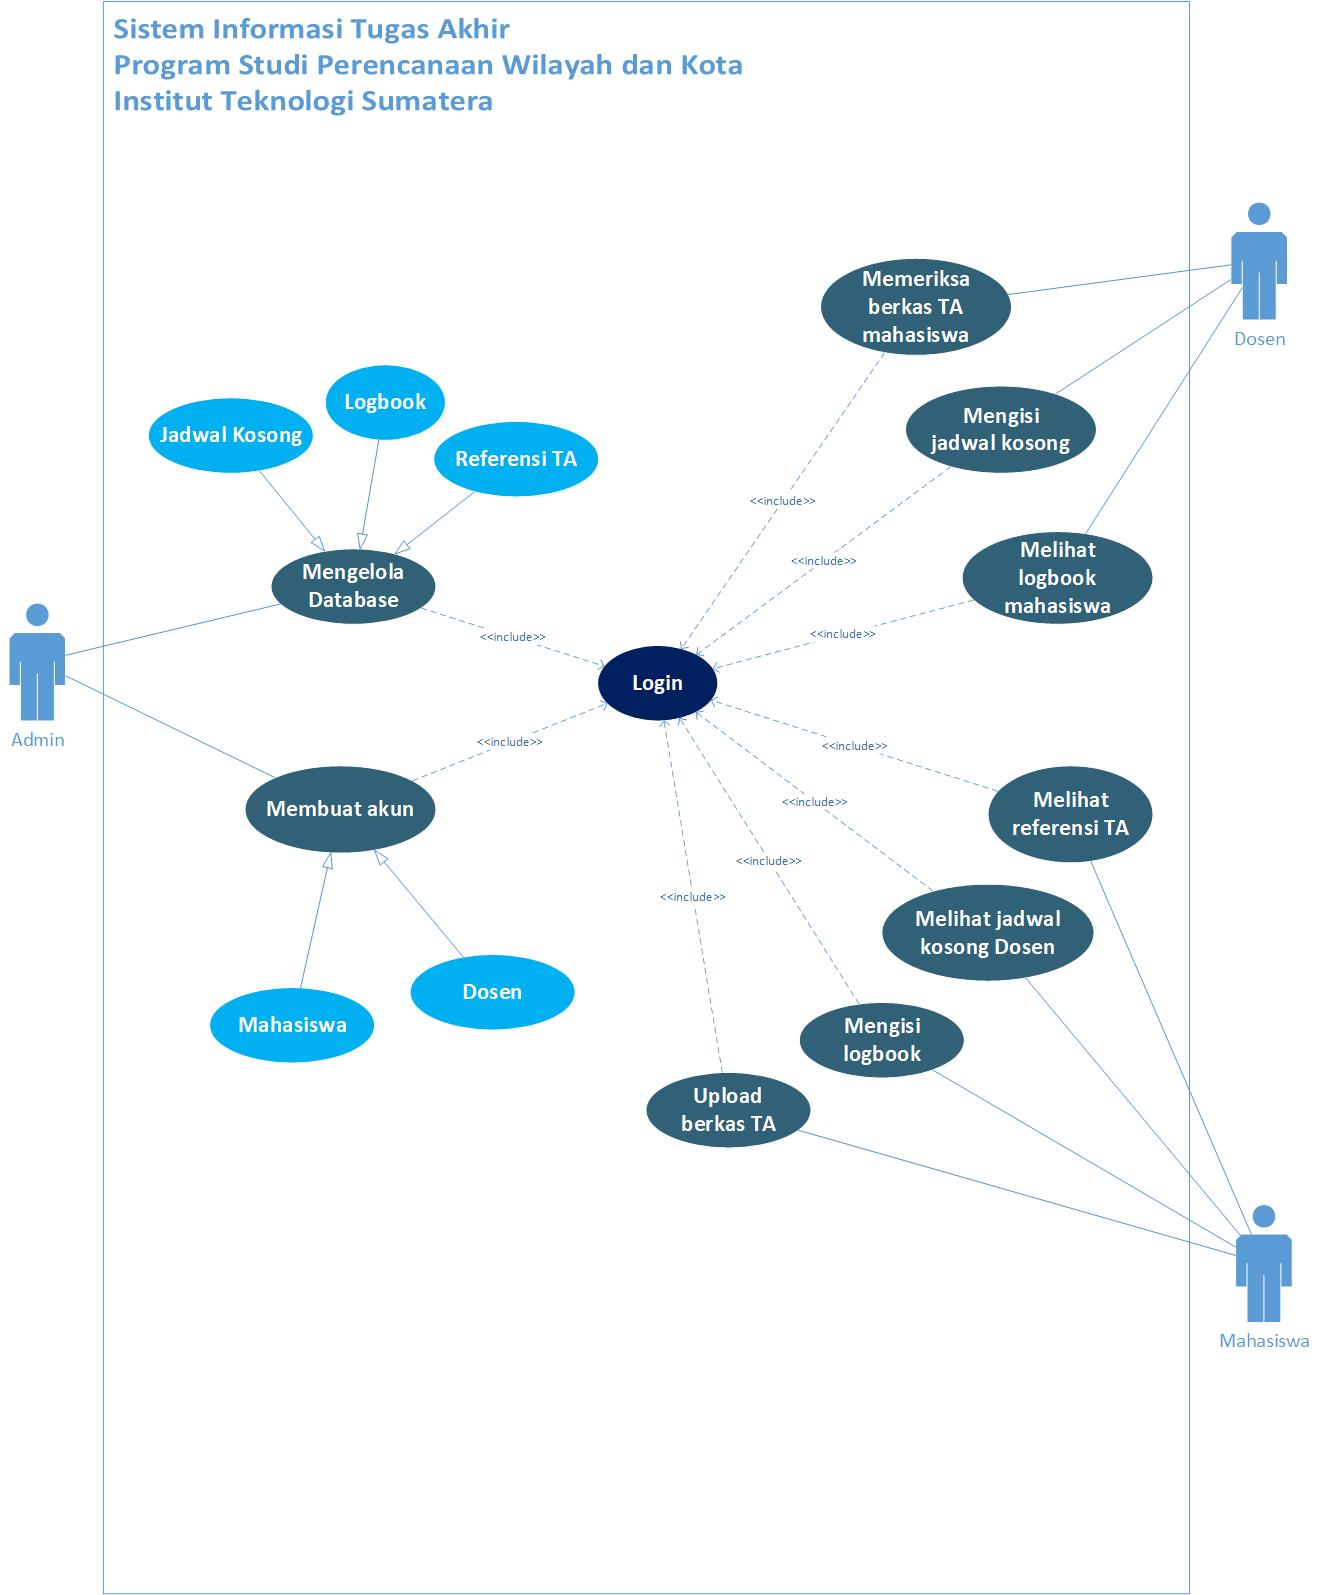 Sistem Informasi Tugas Akhir
Program Studi Perencanaan Wilayah dan Kota
Institut Teknologi Sumatera
Memeriksa
berkas TA
mahasiswa
Dosen
Logbook
Jadwal Kosong
Referensi TA
Mengisi
jadwal kosong
<<include>>
<<include>>
Melihat
logbook
mahasiswa
Mengelola
Database
<<include>>
<<include>>
Login
Admin
<<include>>
<<include>>
Membuat akun
<<include>>
Melihat
referensi TA
<<include>>
<<include>>
Melihat jadwal
kosong Dosen
Dosen
Mahasiswa
Mengisi
logbook
Upload
berkas TA
Mahasiswa